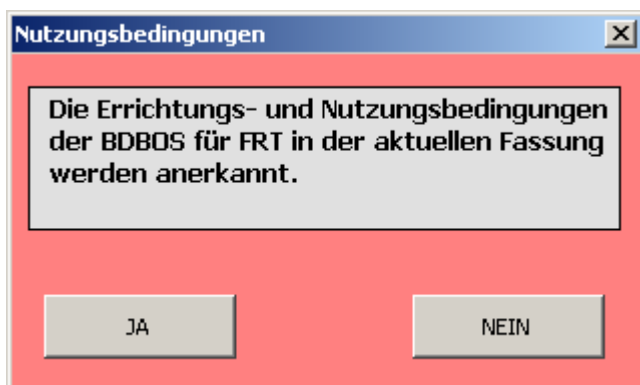 Nutzungsbedingungen
Die Errichtungs- und Nutzungsbedingungen
der BDBOS für FRT in der aktuellen Fassung
werden anerkannt.
JA
NEIN